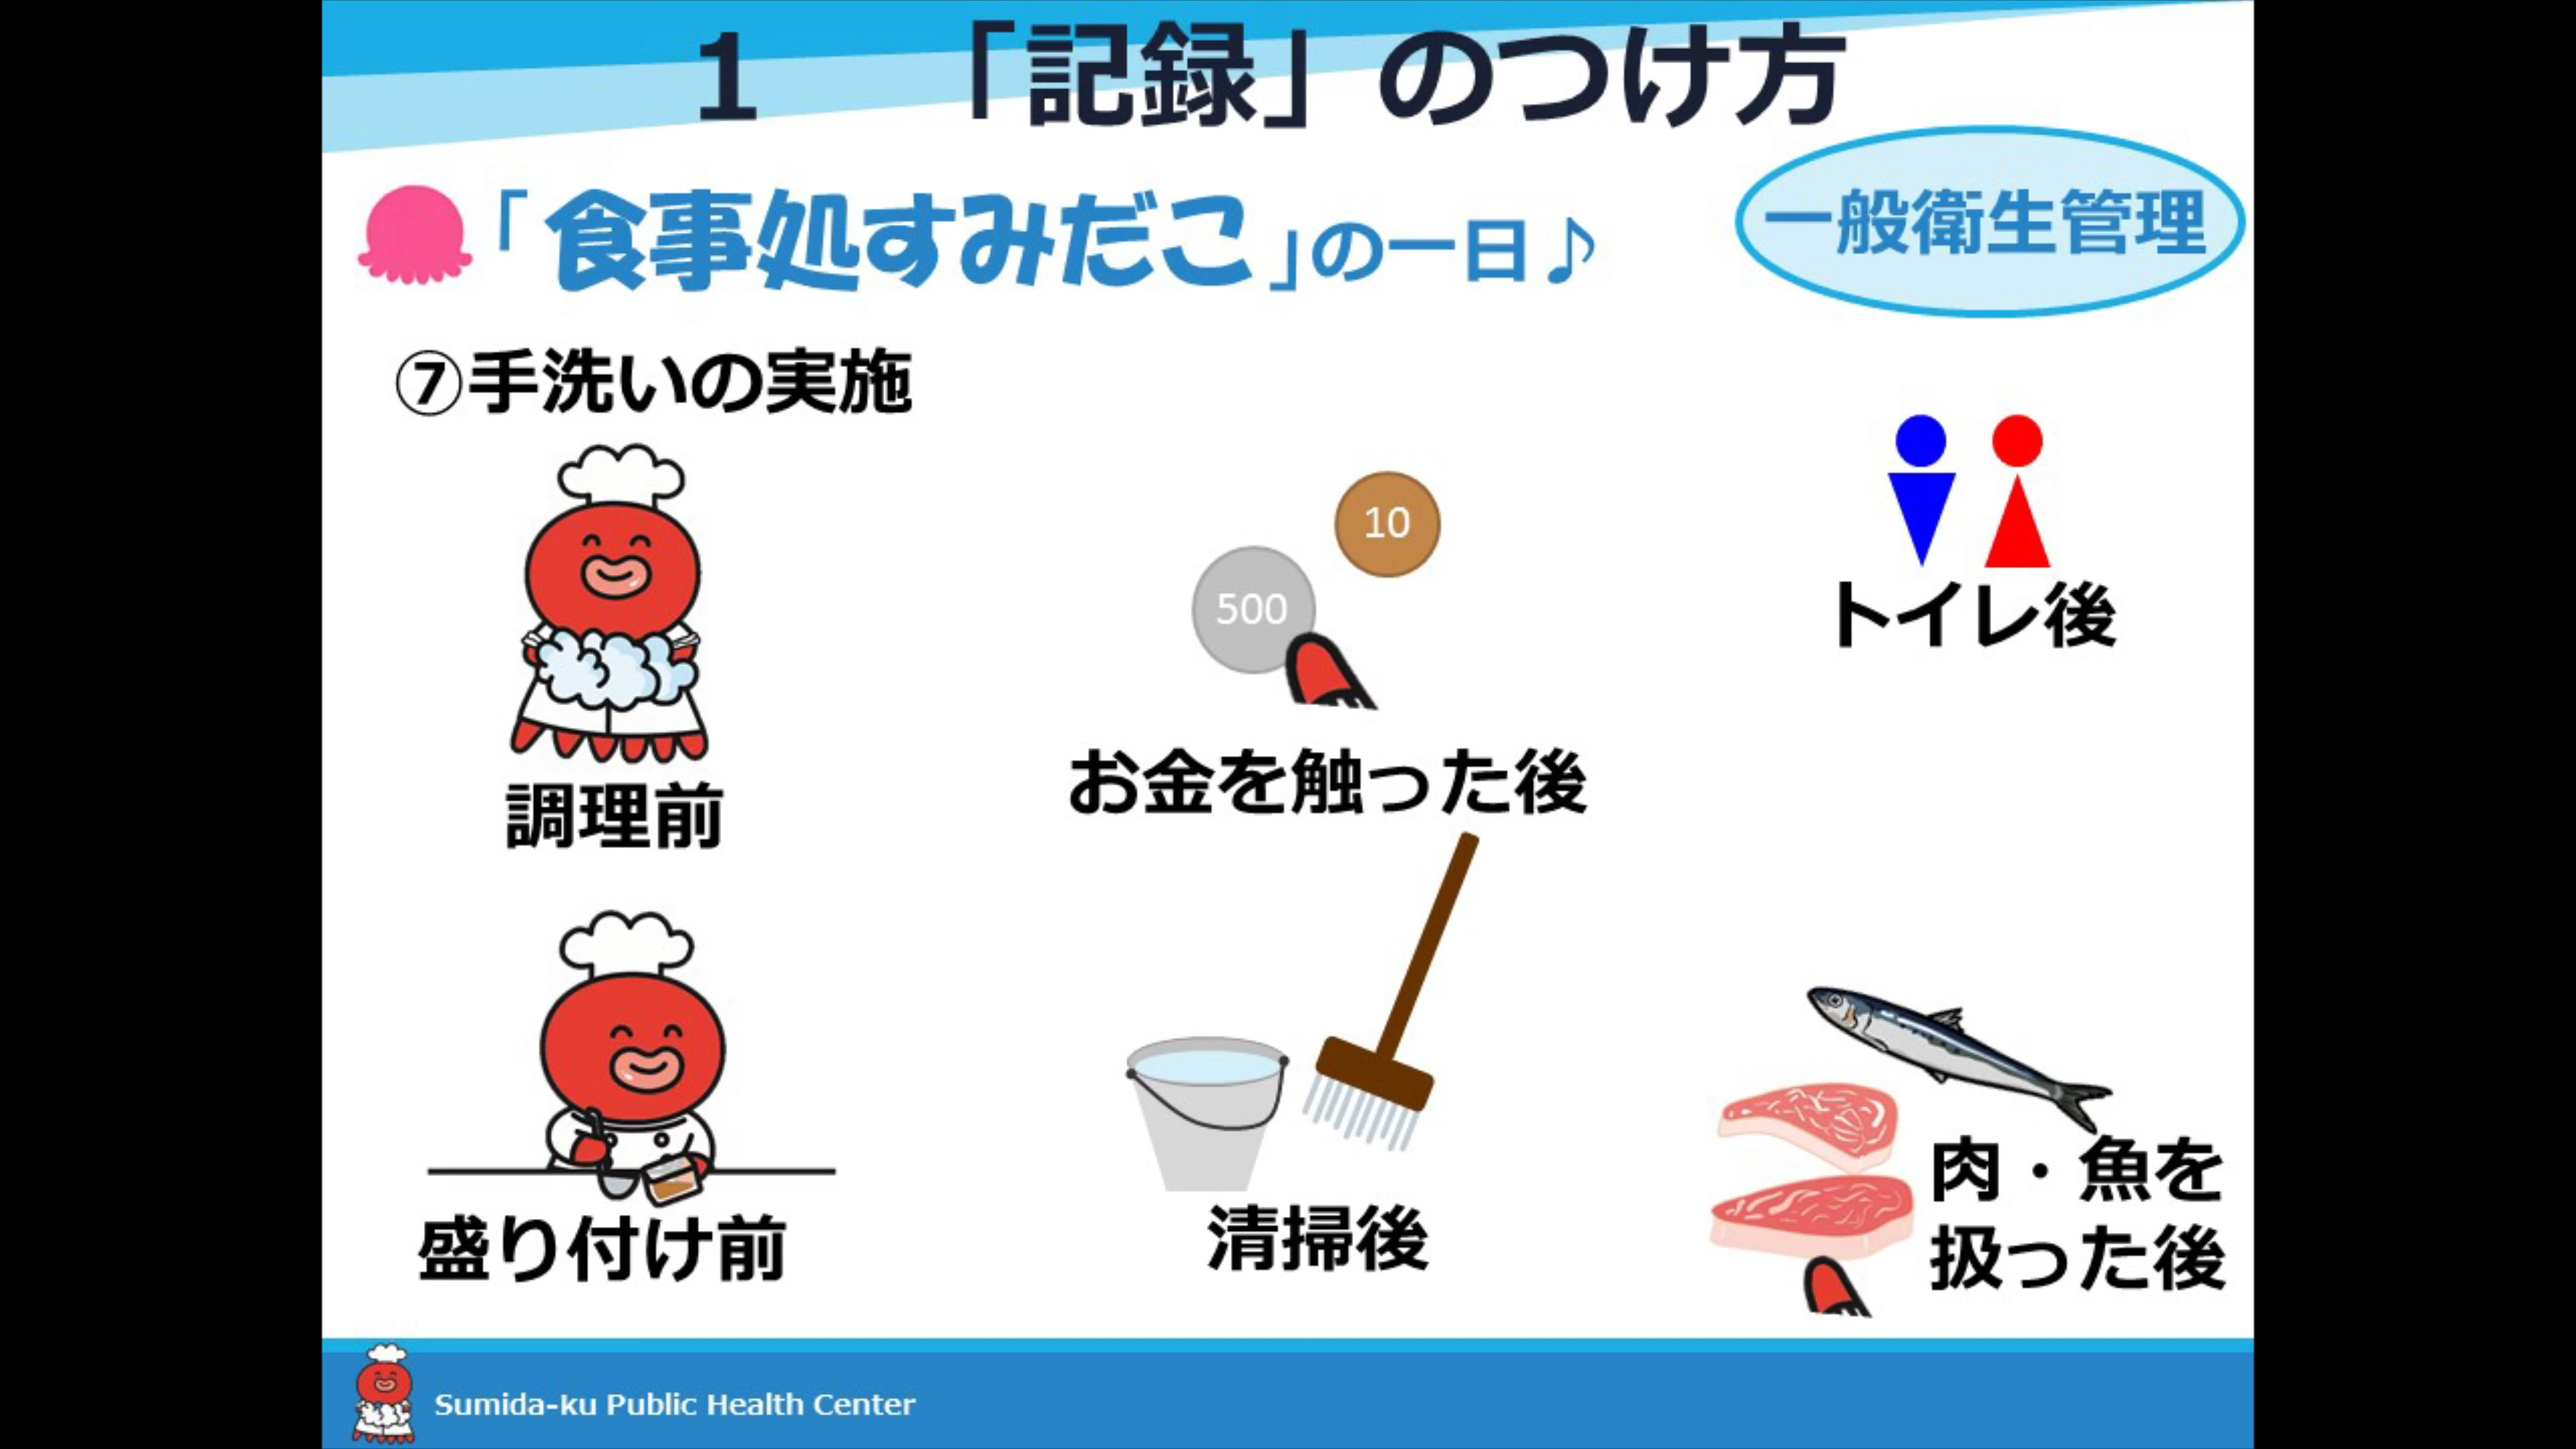 1 「記録」のつけ方
「食事処すみだこ」の一日♪
一般衛生管理
⑦手洗いの実施
調理前
500
10
お金を触った後
トイレ後
盛り付け前
清掃後
肉・魚を
扱った後
Sumida-ku Public Health Center